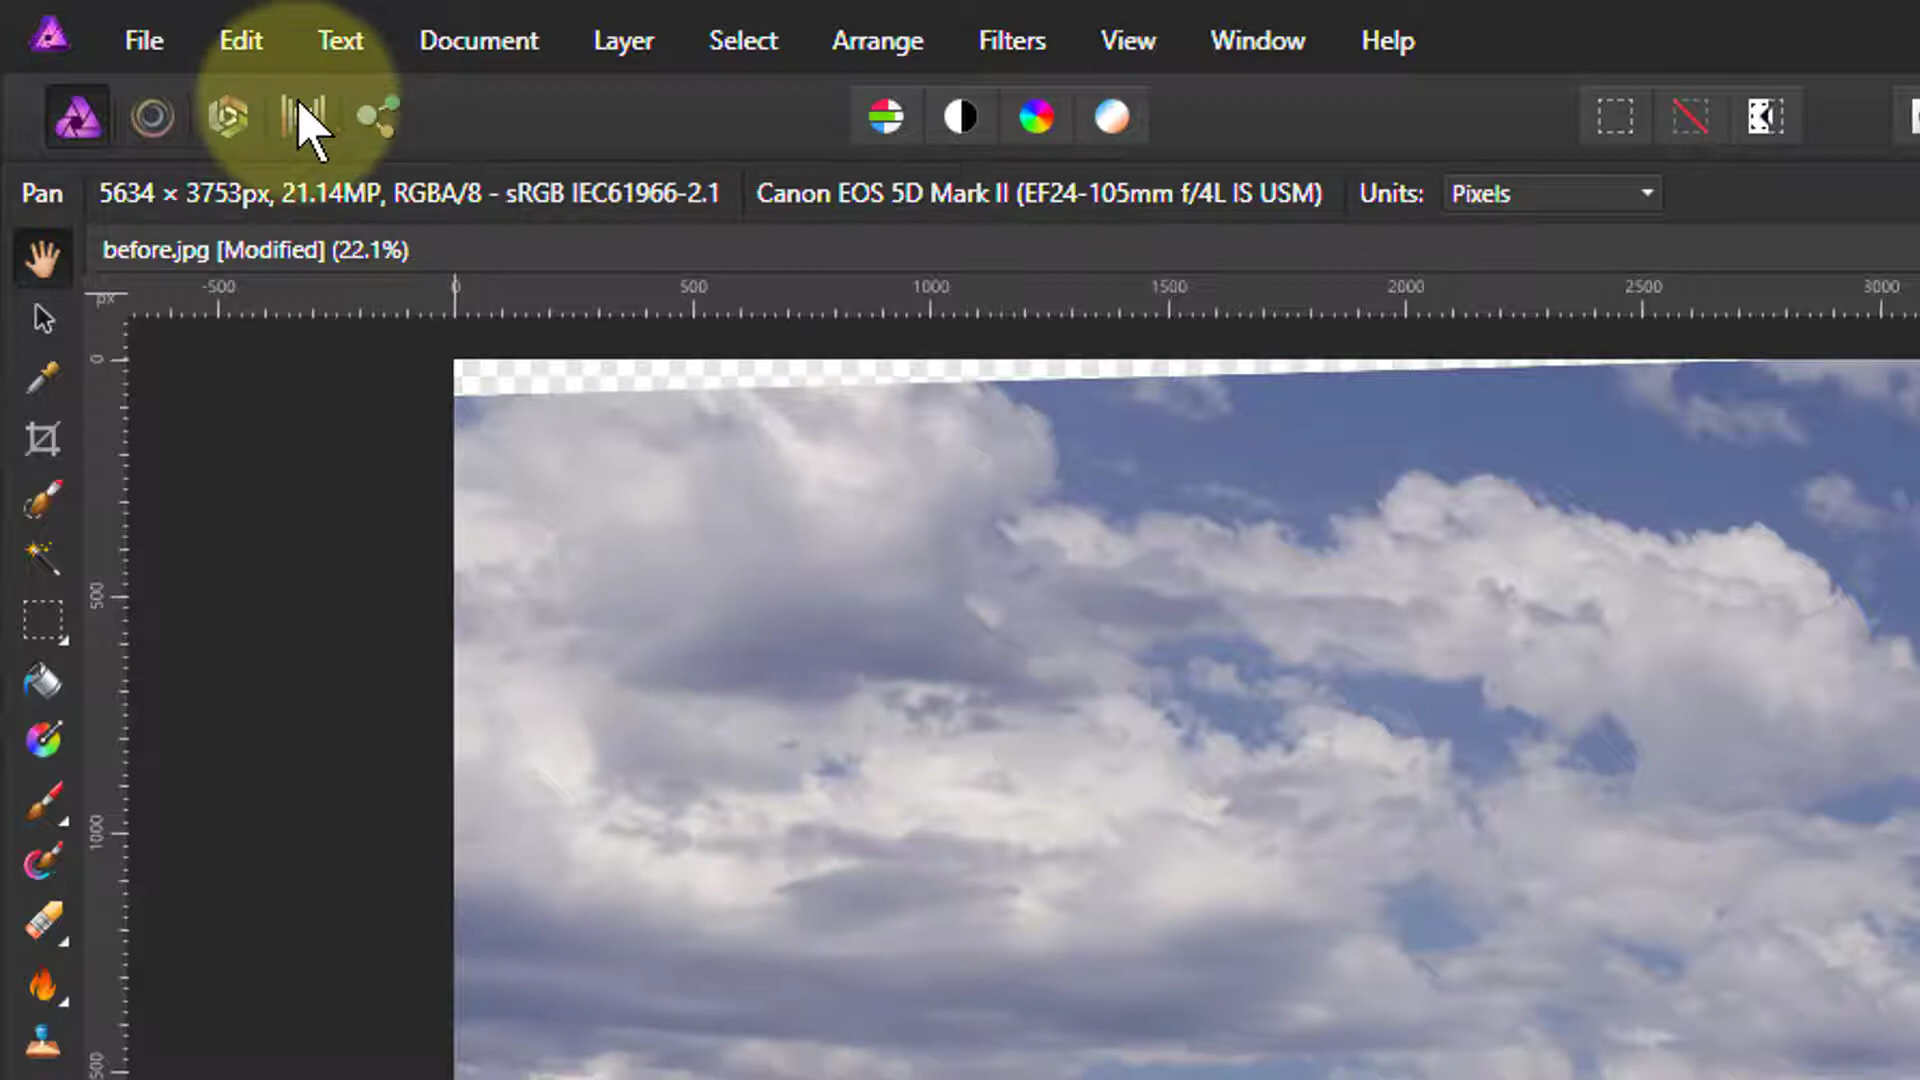 File Edit Text Document Layer Select Arrange Filters View Window Help
Pan 5634 × 3753px, 21.14MP, RGBA/8 - sRGB IEC61966-2.1 Canon EOS 5D Mark II (EF24-105mm f/4L IS USM) Units: Pixels
before.jpg [Modified] (22.1%)
px -500 0 500 1000 1500 2000 2500 3000
0
500
1000